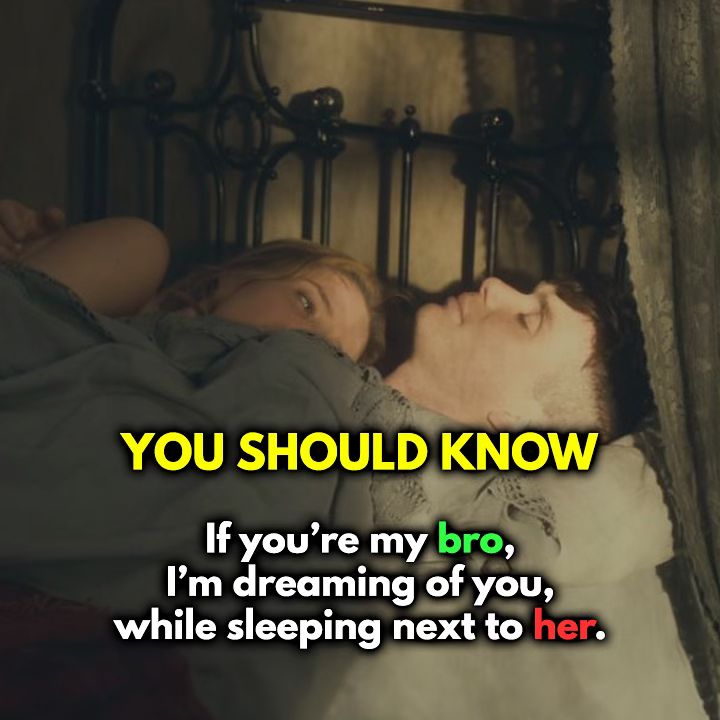 YOU SHOULD KNOW
If you’re my bro,
I’m dreaming of you,
while sleeping next to her.